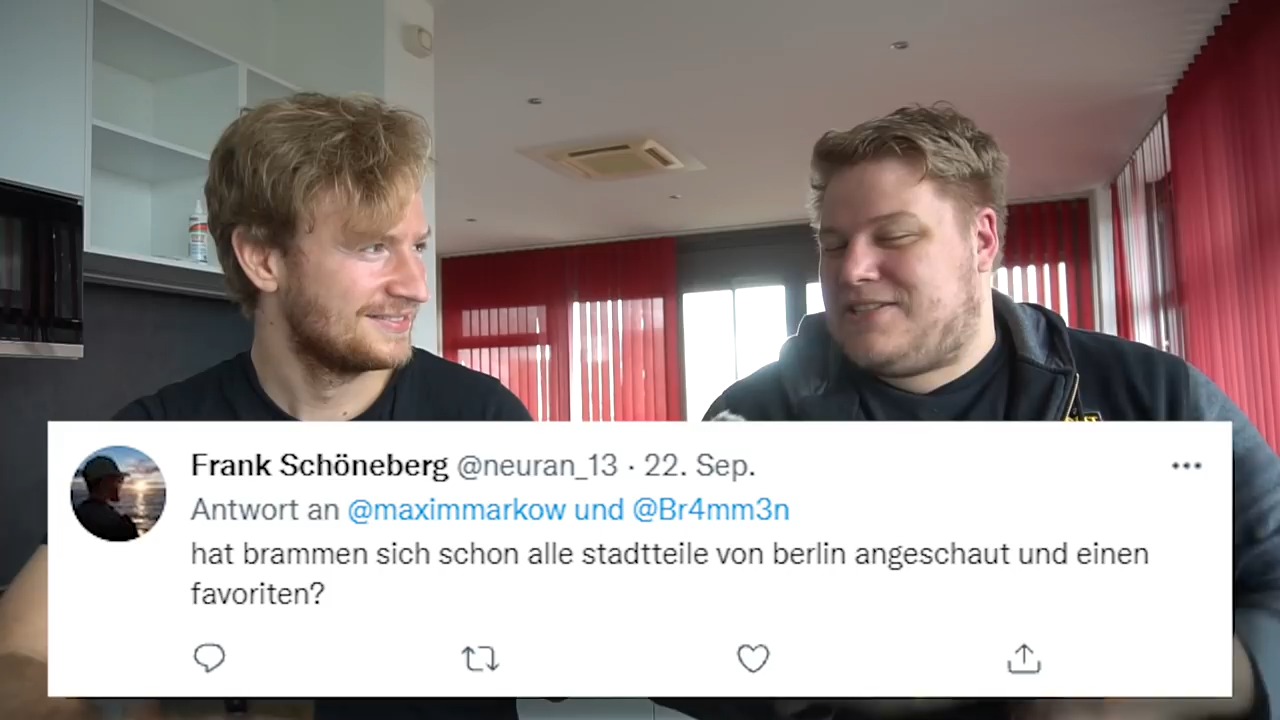 Frank Schöneberg @neuran_13 · 22. Sep.
Antwort an @maximmarkow und @Br4mm3n
hat brammen sich schon alle stadtteile von berlin angeschaut und einen
favoriten?